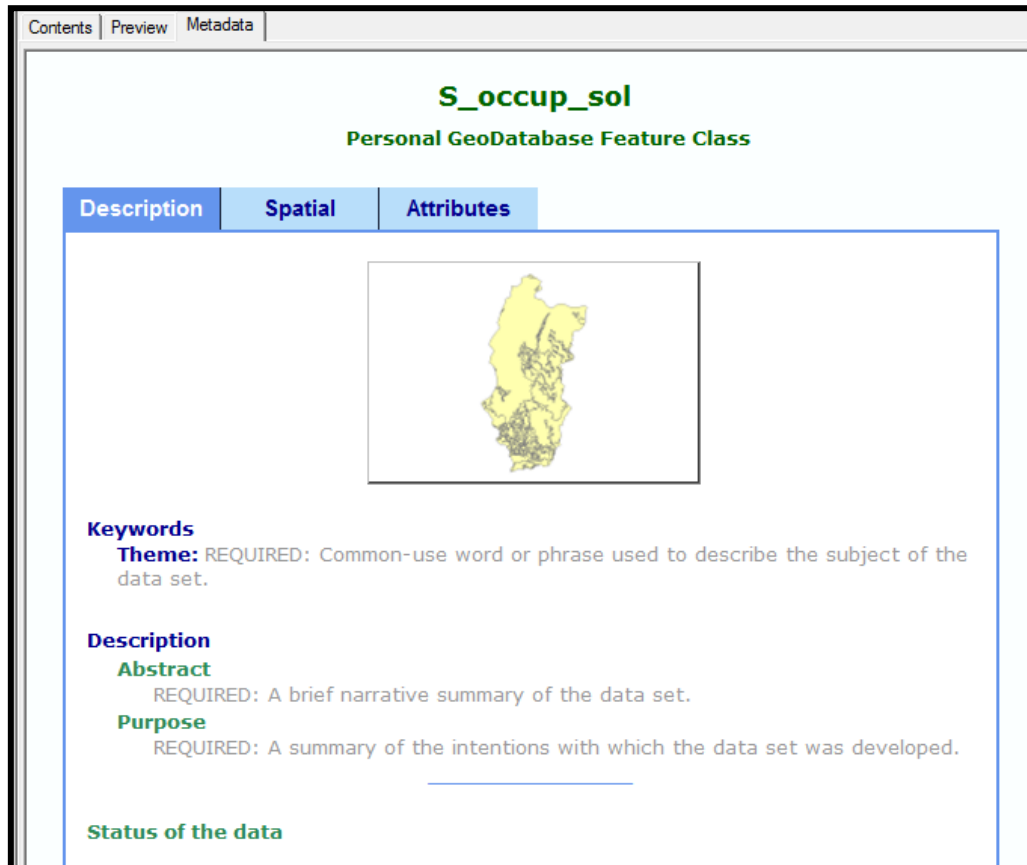 Contents Preview Metadata
S_occup_sol
Personal GeoDatabase Feature Class
Description Spatial Attributes
Keywords
Theme: REQUIRED: Common-use word or phrase used to describe the subject of the
data set.
Description
Abstract
REQUIRED: A brief narrative summary of the data set.
Purpose
REQUIRED: A summary of the intentions with which the data set was developed.
Status of the data